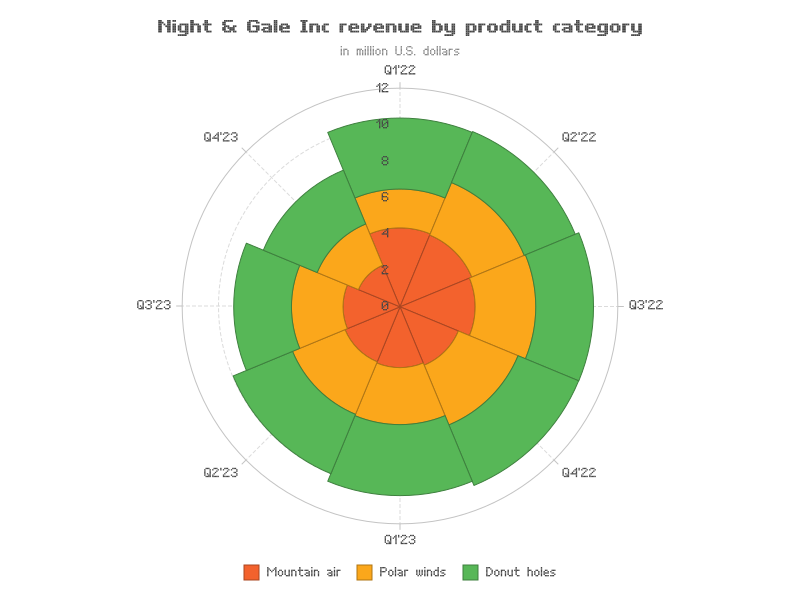 Night & Gale Inc revenue by product category
in million U.S. dollars
Q1'22
12
10
Q4'23
Q2'22
8
6
4
2
Q3'23
0
Q3'22
Q2'23
Q4'22
Q1'23
Mountain air
Polar winds
Donut holes